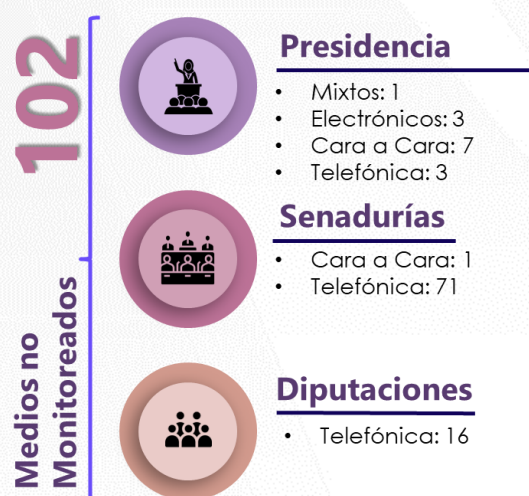 102
Medios no
Monitoreados
Presidencia
• Mixtos: 1
• Electrónicos: 3
• Cara a Cara: 7
• Telefónica: 3
Senadurías
• Cara a Cara: 1
• Telefónica: 71
Diputaciones
• Telefónica: 16